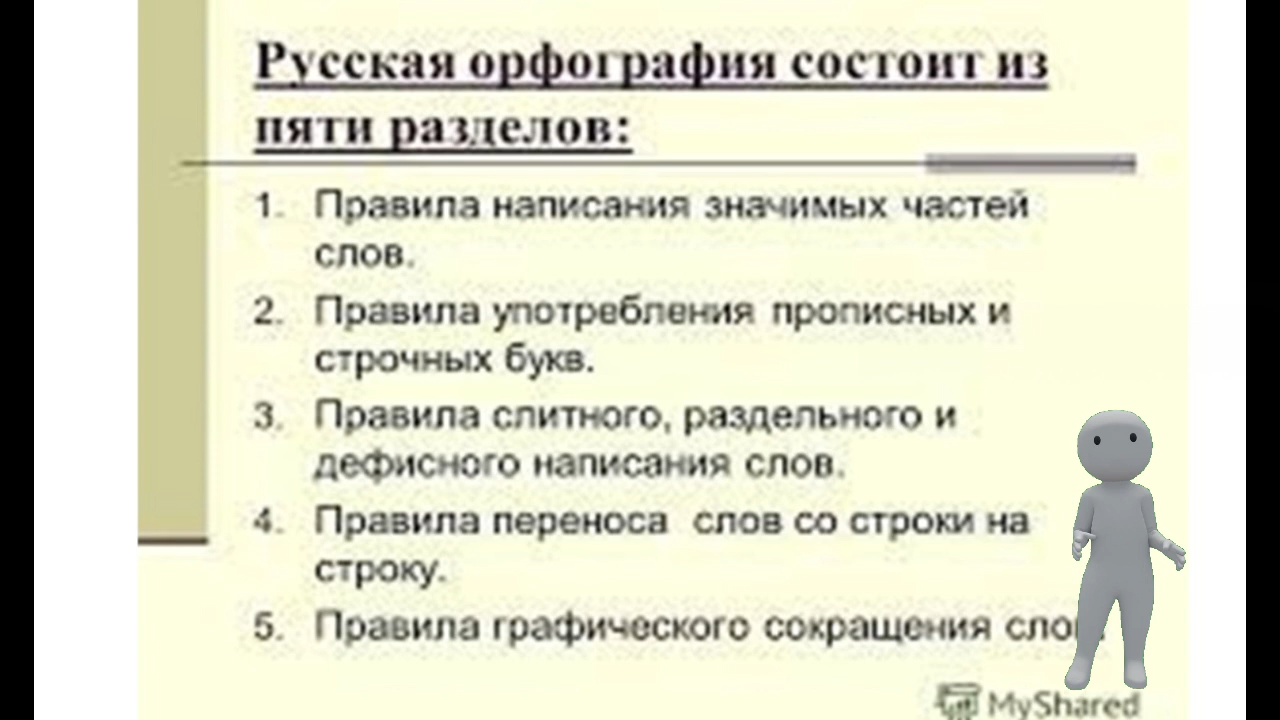 Русская орфография состоит из
пяти разделов:
1. Правила написания значимых частей
слов.
2. Правила употребления прописных и
строчных букв.
3. Правила слитного, раздельного и
дефисного написания слов.
4. Правила переноса слов со строки на
строку.
5. Правила графического сокращения слов.
MyShared